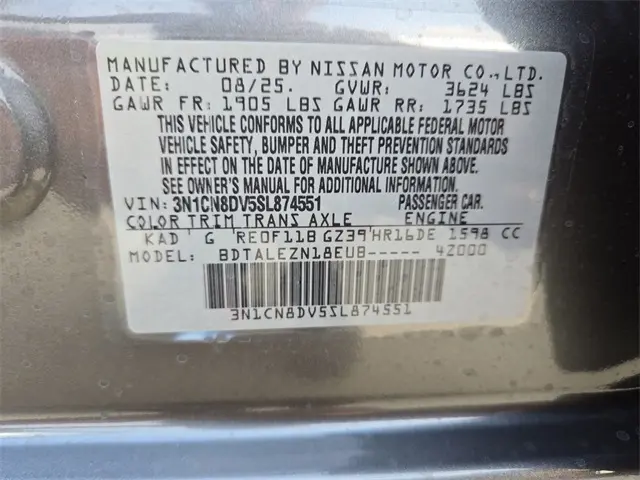 MANUFACTURED BY NISSAN MOTOR CO.,LTD.
DATE: 08/25. GVWR: 3624 LBS
GAWR FR: 1905 LBS GAWR RR: 1735 LBS
THIS VEHICLE CONFORMS TO ALL APPLICABLE FEDERAL MOTOR
VEHICLE SAFETY, BUMPER AND THEFT PREVENTION STANDARDS
IN EFFECT ON THE DATE OF MANUFACTURE SHOWN ABOVE.
SEE OWNER'S MANUAL FOR ADDITIONAL INFORMATION.
VIN: 3N1CN8DV5SL874551 PASSENGER CAR.
COLOR TRIM TRANS AXLE ENGINE
KAD G RE0F11B GZ39 HR16DE 1598 CC
MODEL: BDTALEZN18EUB----- 4Z000
3N1CN8DV5SL874551